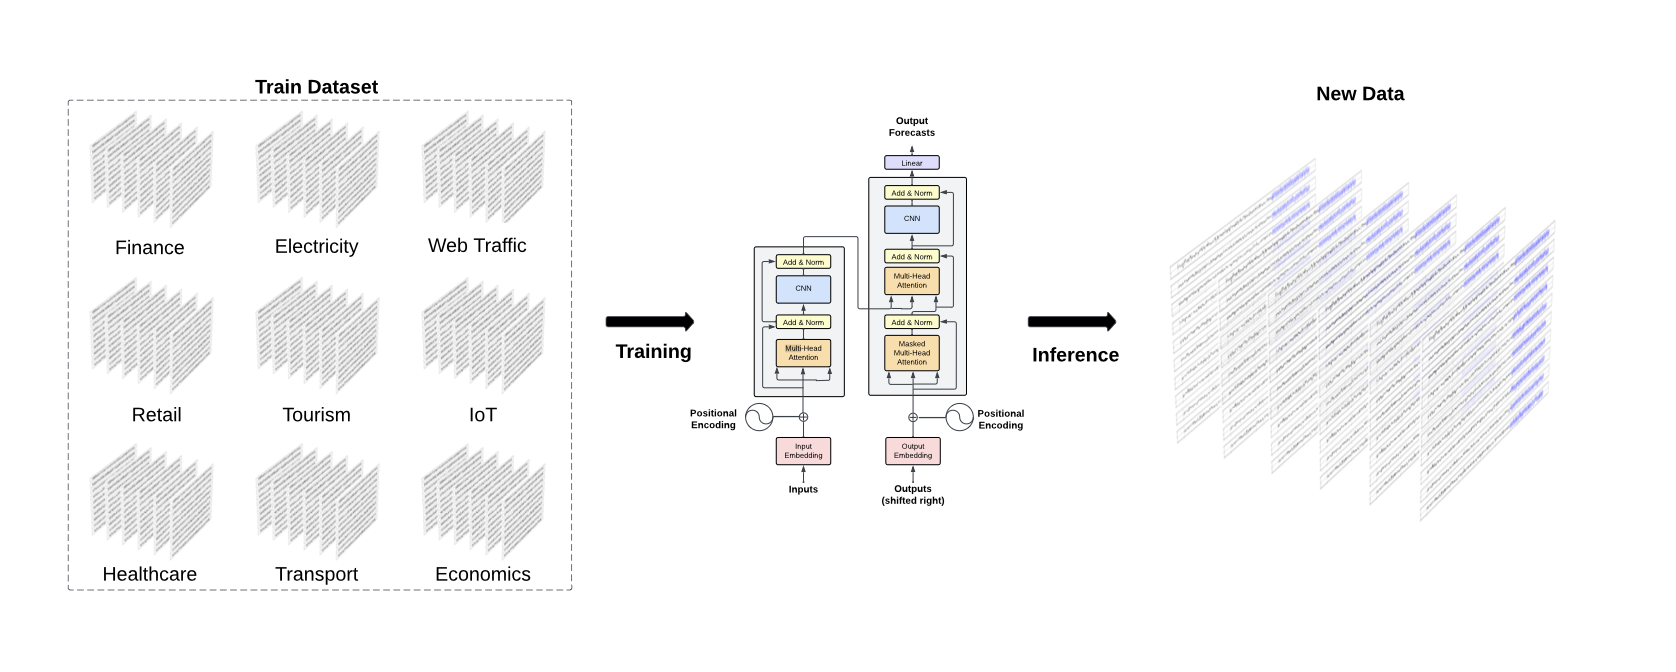 Train Dataset
Finance
Electricity
Web Traffic
Retail
Tourism
IoT
Healthcare
Transport
Economics
Training
Output
Forecasts
Linear
Add & Norm
CNN
Add & Norm
Multi-Head
Attention
Add & Norm
Masked
Multi-Head
Attention
Add & Norm
CNN
Add & Norm
Multi-Head
Attention
Positional
Encoding
Input
Embedding
Inputs
Positional
Encoding
Output
Embedding
Outputs
(shifted right)
Inference
New Data